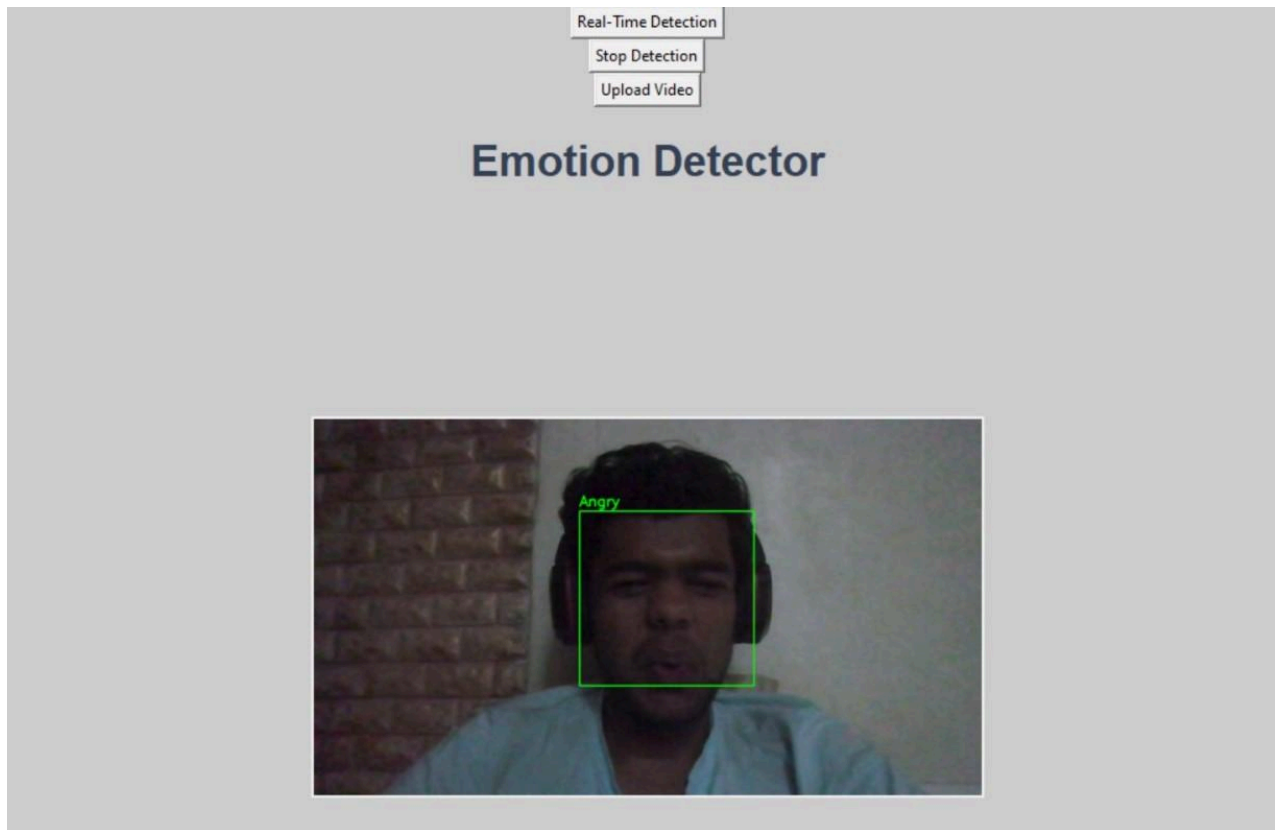 Real-Time Detection
Stop Detection
Upload Video
Emotion Detector
Angry